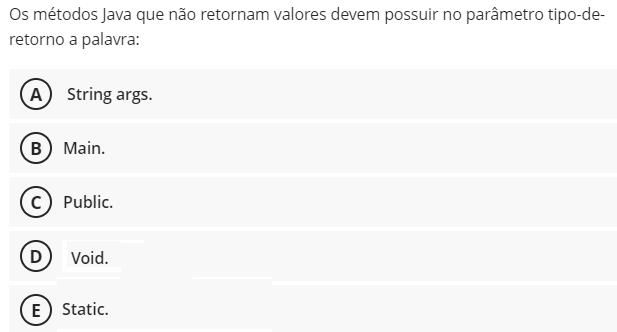 Os métodos Java que não retornam valores devem possuir no parâmetro tipo-de-
retorno a palavra:
A String args.
B Main.
C Public.
D Void.
E Static.